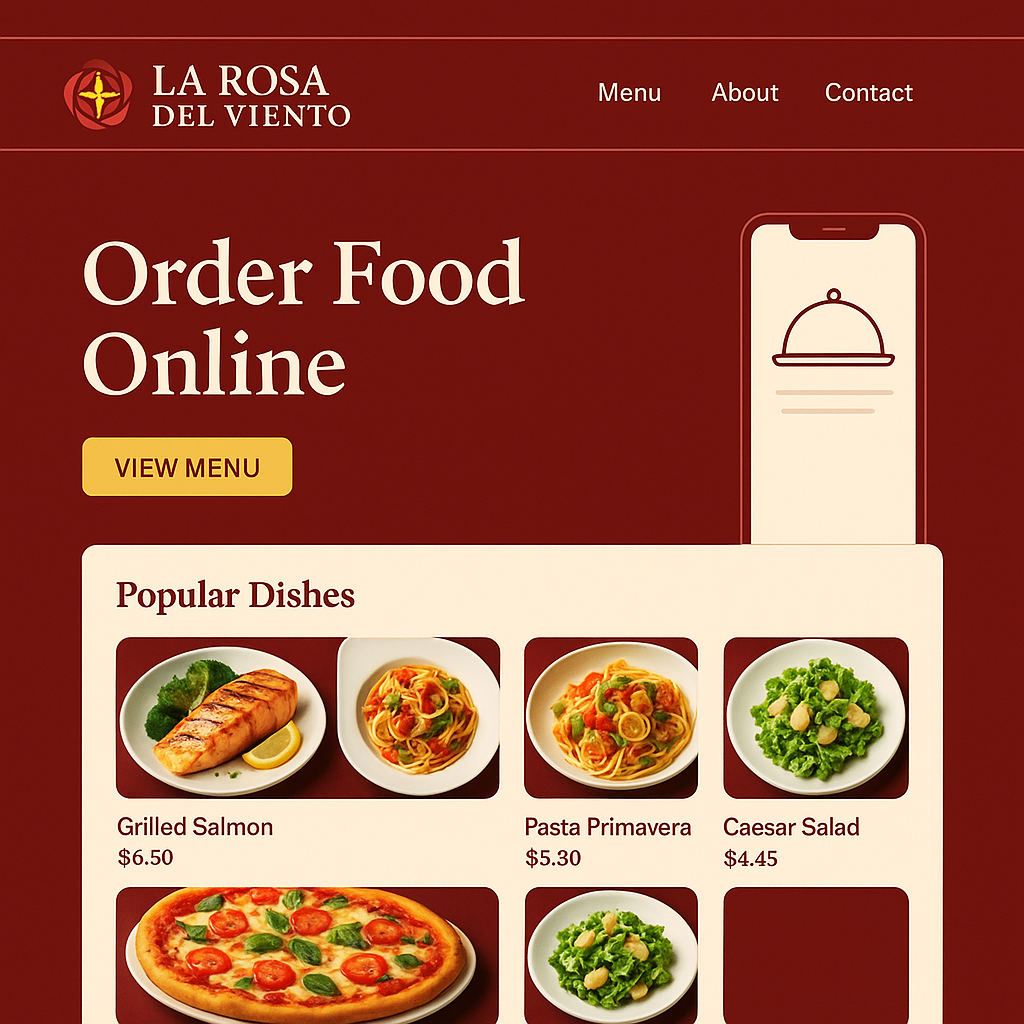 LA ROSA
DEL VIENTO
Menu About Contact
Order Food
Online
VIEW MENU
Popular Dishes
Grilled Salmon
$6.50
Pasta Primavera
$5.30
Caesar Salad
$4.45